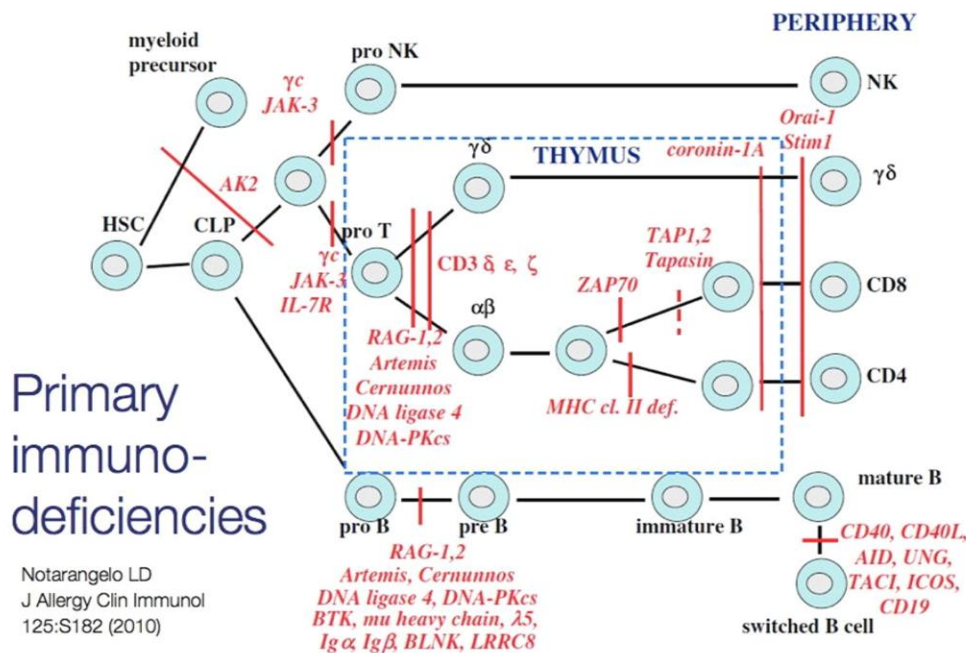 PERIPHERY
myeloid
precursor
pro NK
γc
JAK-3
NK
Orai-1
Stim1
THYMUS
coronin-1A
γδ
γδ
AK2
HSC
CLP
pro T
γc
JAK-3
IL-7R
CD3 δ, ε, ζ
TAP1,2
Tapasin
ZAP70
CD8
αβ
RAG-1,2
Artemis
Cernunnos
DNA ligase 4
DNA-PKcs
MHC cl. II def.
CD4
Primary
immuno-
deficiencies
Notarangelo LD
J Allergy Clin Immunol
125:S182 (2010)
pro B
pre B
immature B
mature B
RAG-1,2
Artemis, Cernunnos
DNA ligase 4, DNA-PKcs
BTK, mu heavy chain, λ5,
Igα, Igβ, BLNK, LRRC8
CD40, CD40L,
AID, UNG,
TACI, ICOS,
CD19
switched B cell